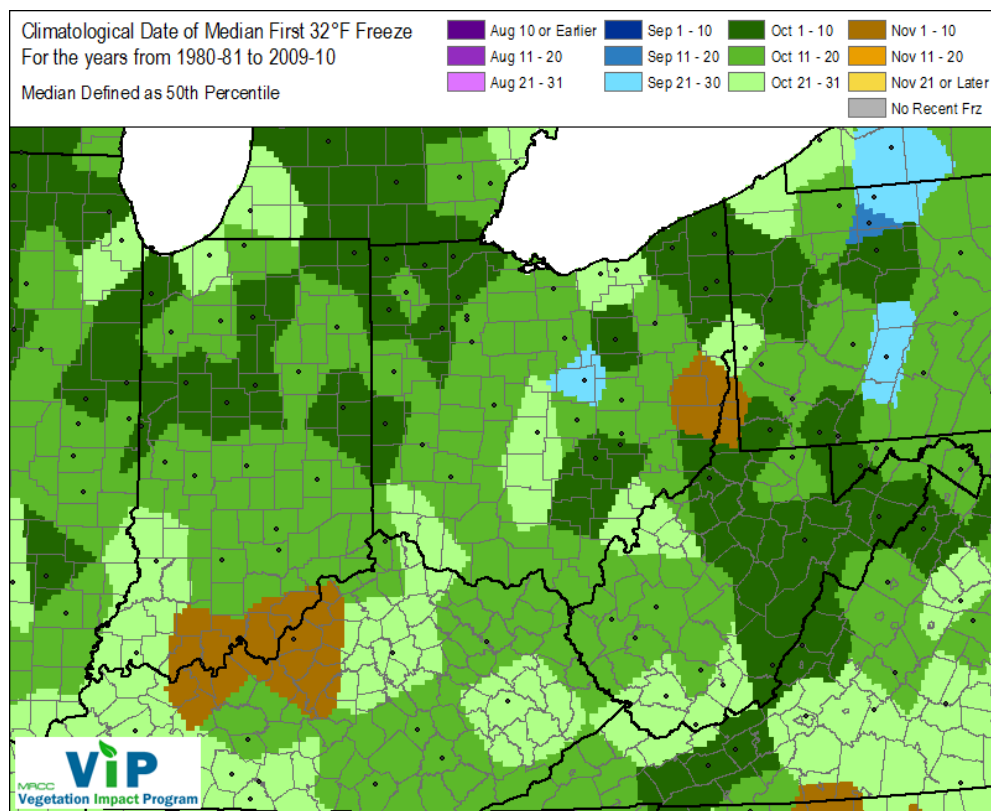 Climatological Date of Median First 32°F Freeze
For the years from 1980-81 to 2009-10
Median Defined as 50th Percentile
Aug 10 or Earlier
Aug 11 - 20
Aug 21 - 31
Sep 1 - 10
Sep 11 - 20
Sep 21 - 30
Oct 1 - 10
Oct 11 - 20
Oct 21 - 31
Nov 1 - 10
Nov 11 - 20
Nov 21 or Later
No Recent Frz
MRCC
ViP
Vegetation Impact Program